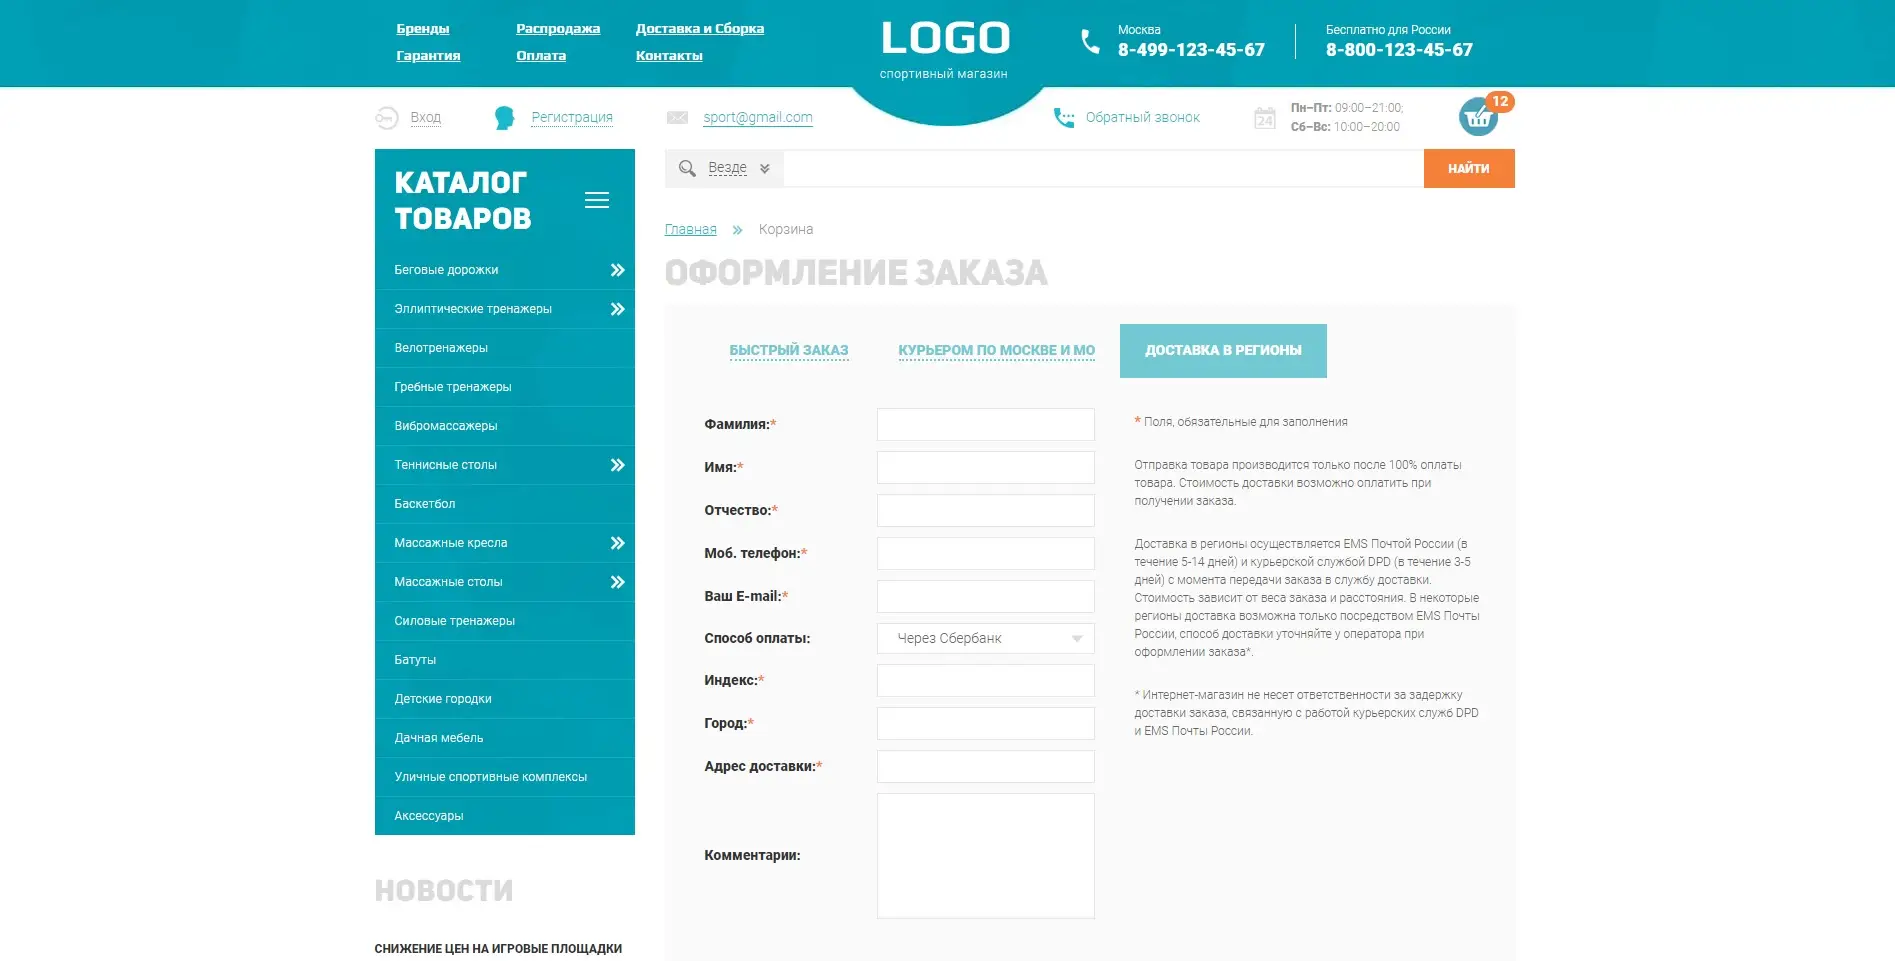 Бренды
Распродажа
Доставка и Сборка
Гарантия
Оплата
Контакты
LOGO
спортивный магазин
Москва
8-499-123-45-67
Бесплатно для России
8-800-123-45-67
Вход
Регистрация
sport@gmail.com
Обратный звонок
24
Пн–Пт: 09:00–21:00;
Сб–Вс: 10:00–20:00
12
КАТАЛОГ
ТОВАРОВ
Беговые дорожки
Эллиптические тренажеры
Велотренажеры
Гребные тренажеры
Вибромассажеры
Теннисные столы
Баскетбол
Массажные кресла
Массажные столы
Силовые тренажеры
Батуты
Детские городки
Дачная мебель
Уличные спортивные комплексы
Аксессуары
НОВОСТИ
СНИЖЕНИЕ ЦЕН НА ИГРОВЫЕ ПЛОЩАДКИ
Везде
НАЙТИ
Главная » Корзина
ОФОРМЛЕНИЕ ЗАКАЗА
БЫСТРЫЙ ЗАКАЗ
КУРЬЕРОМ ПО МОСКВЕ И МО
ДОСТАВКА В РЕГИОНЫ
Фамилия:*
Имя:*
Отчество:*
Моб. телефон:*
Ваш E-mail:*
Способ оплаты:
Через Сбербанк
Индекс:*
Город:*
Адрес доставки:*
Комментарии:
* Поля, обязательные для заполнения
Отправка товара производится только после 100% оплаты
товара. Стоимость доставки возможно оплатить при
получении заказа.
Доставка в регионы осуществляется EMS Почтой России (в
течение 5-14 дней) и курьерской службой DPD (в течение 3-5
дней) с момента передачи заказа в службу доставки.
Стоимость зависит от веса заказа и расстояния. В некоторые
регионы доставка возможна только посредством EMS Почты
России, способ доставки уточняйте у оператора при
оформлении заказа*.
* Интернет-магазин не несет ответственности за задержку
доставки заказа, связанную с работой курьерских служб DPD
и EMS Почты России.